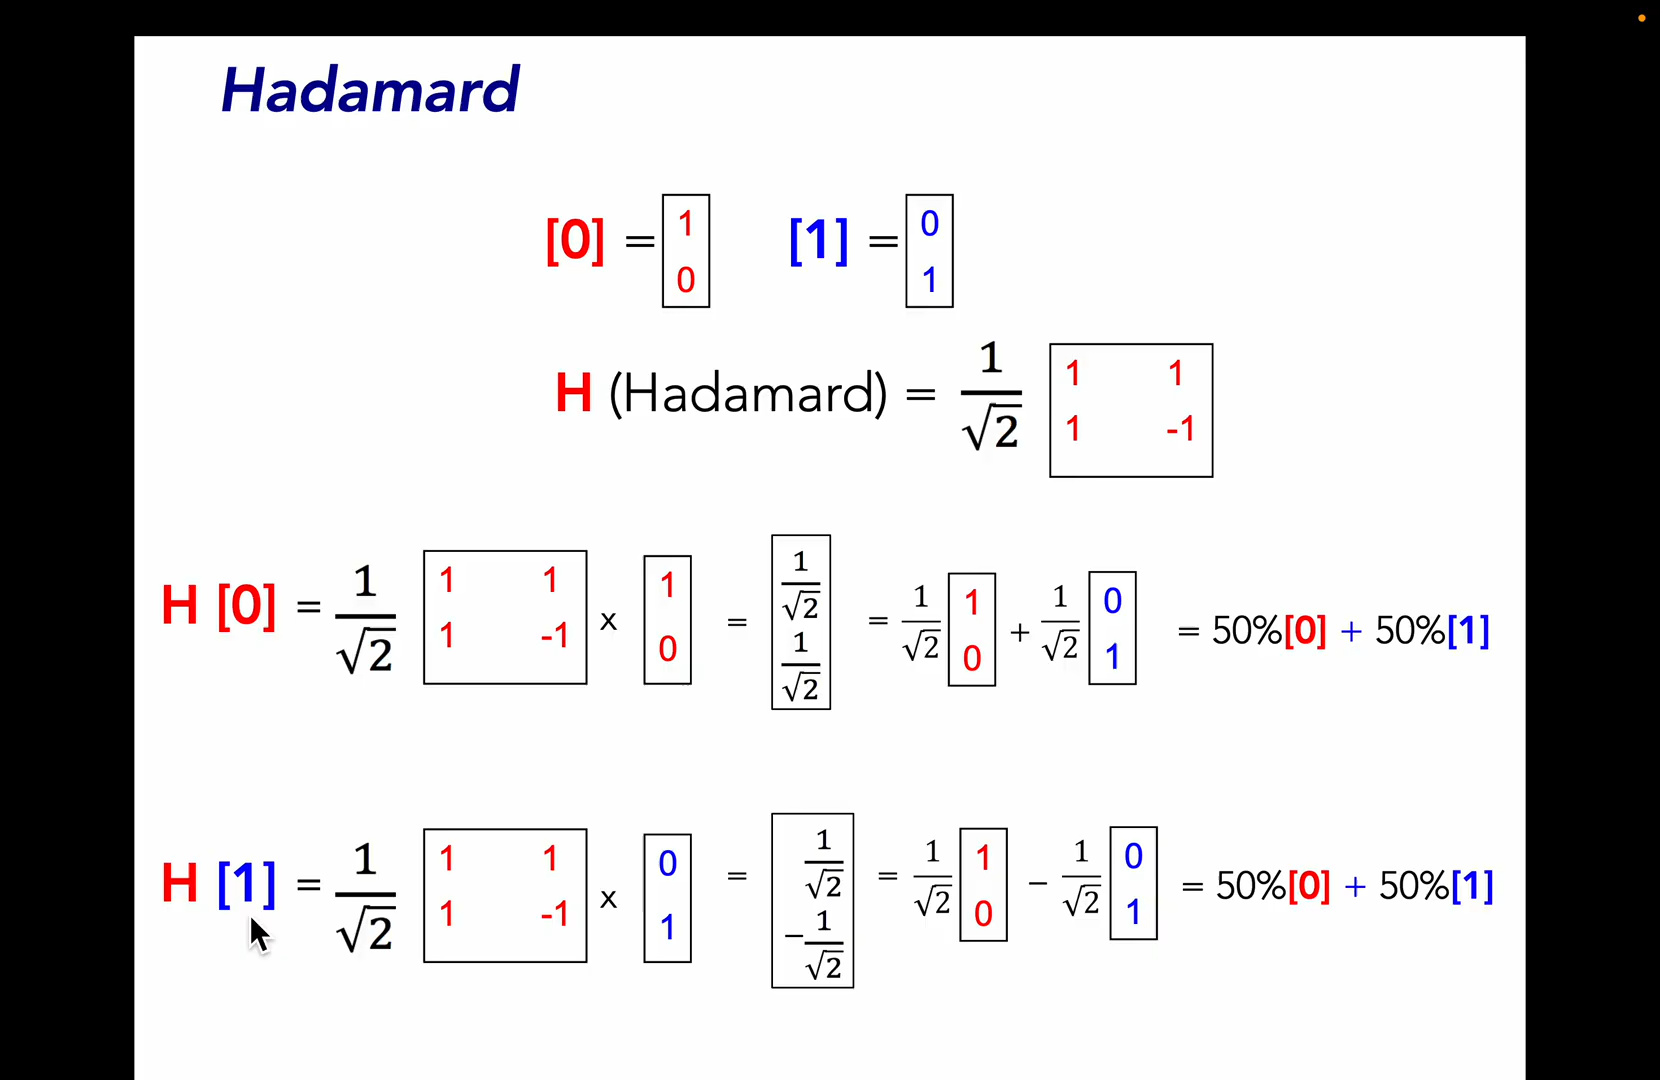 Hadamard
[0] = 1 0 [1] = 0 1
H (Hadamard) = 1/√2 1 1 1 -1
H [0] = 1/√2 1 1 1 -1 x 1 0 = 1/√2 1/√2 = 1/√2 1 0 + 1/√2 0 1 = 50%[0] + 50%[1]
H [1] = 1/√2 1 1 1 -1 x 0 1 = 1/√2 −1/√2 = 1/√2 1 0 − 1/√2 0 1 = 50%[0] + 50%[1]